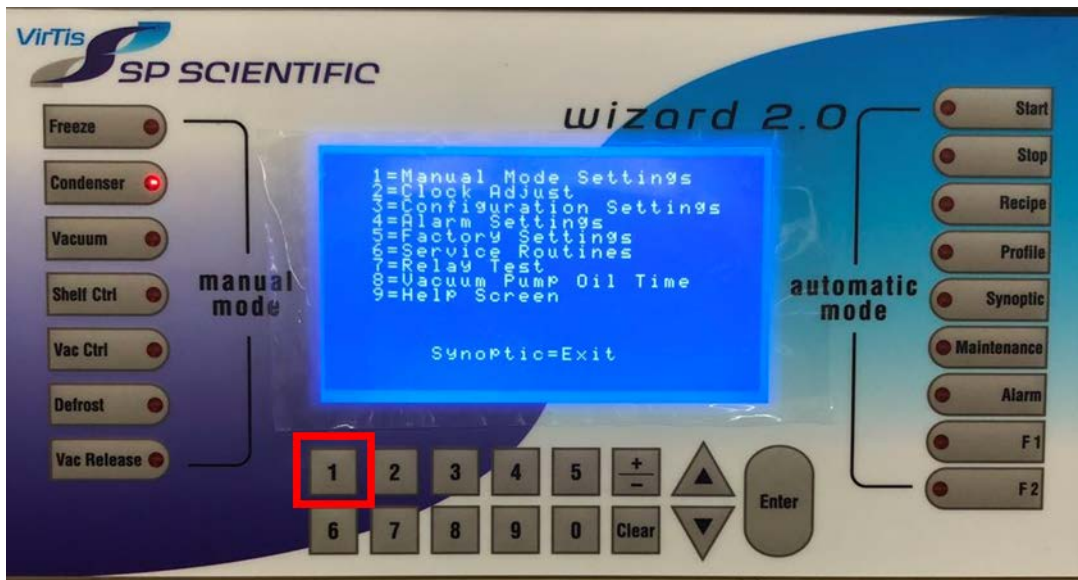 VirTis
SP SCIENTIFIC
wizard 2.0
Freeze
Condenser
Vacuum
Shelf Ctrl
Vac Ctrl
Defrost
Vac Release
manual
mode
1=Manual Mode Settings
2=Clock Adjust
3=Configuration Settings
4=Alarm Settings
5=Factory Settings
6=Service Routines
7=Relay Test
8=Vacuum Pump Oil Time
9=Help Screen
Synoptic=Exit
automatic
mode
Start
Stop
Recipe
Profile
Synoptic
Maintenance
Alarm
F 1
F 2
1 2 3 4 5 + −
Enter
6 7 8 9 0 Clear